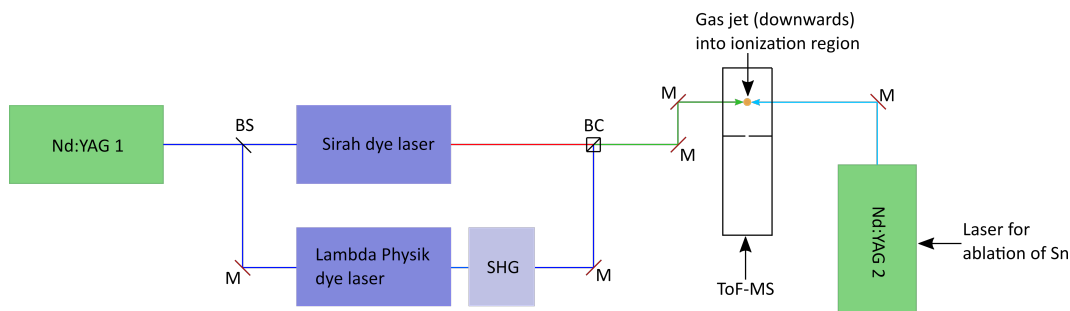 Gas jet (downwards)
into ionization region
M
M
BS
BC
Nd:YAG 1
Sirah dye laser
M
Lambda Physik
dye laser
SHG
M
M
Nd:YAG 2
Laser for
ablation of Sn
ToF-MS